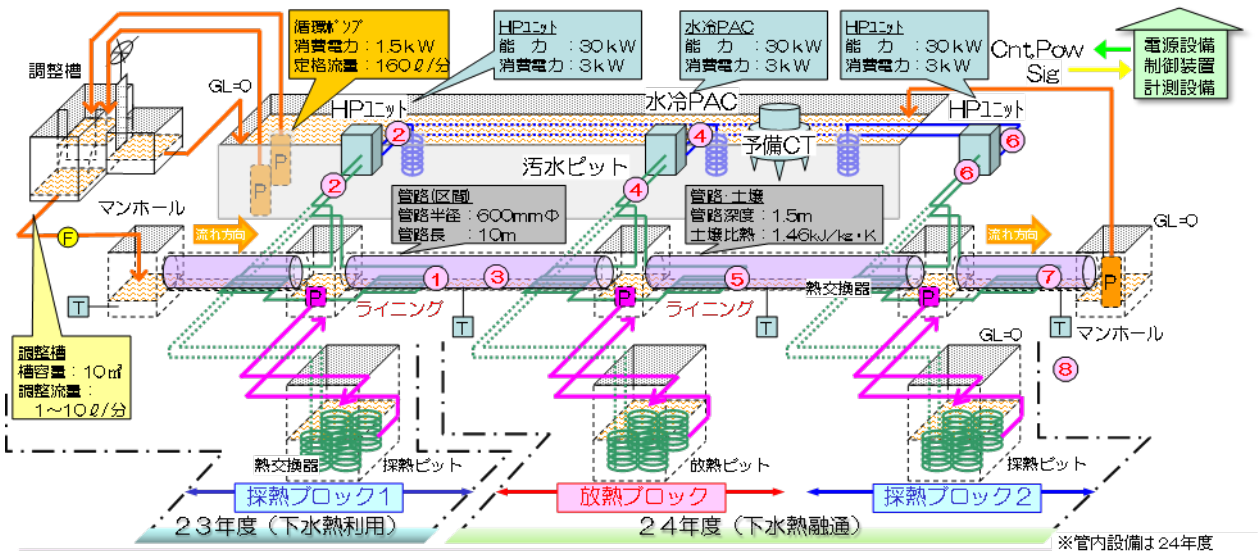 循環ポンプ
消費電力：1.5kW
定格流量：160ℓ/分
HPユニット
能　力　：30kW
消費電力：3kW
水冷PAC
能　力　：30kW
消費電力：3kW
HPユニット
能　力　：30kW
消費電力：3kW
Cnt.Pow
Sig
電源設備
制御装置
計測設備
調整槽
GL=0
HPユニット
水冷PAC
HPユニット
P
P
②
④
予備CT
⑥
汚水ピット
②
④
⑥
マンホール
管路(区間)
管路半径：600mmΦ
管路長　：10m
管路・土壌
管路深度：1.5m
土壌比熱：1.46kJ/kg・K
GL=0
F
流れ方向
流れ方向
①
③
⑤
熱交換器
⑦
T
P
ライニング
P
ライニング
P
P
T
T
T
マンホール
GL=0
⑧
調整槽
槽容量：10㎥
調整流量：
1～10ℓ/分
熱交換器
採熱ピット
放熱ピット
採熱ピット
採熱ブロック1
放熱ブロック
採熱ブロック2
23年度（下水熱利用）
24年度（下水熱融通）
※管内設備は24年度